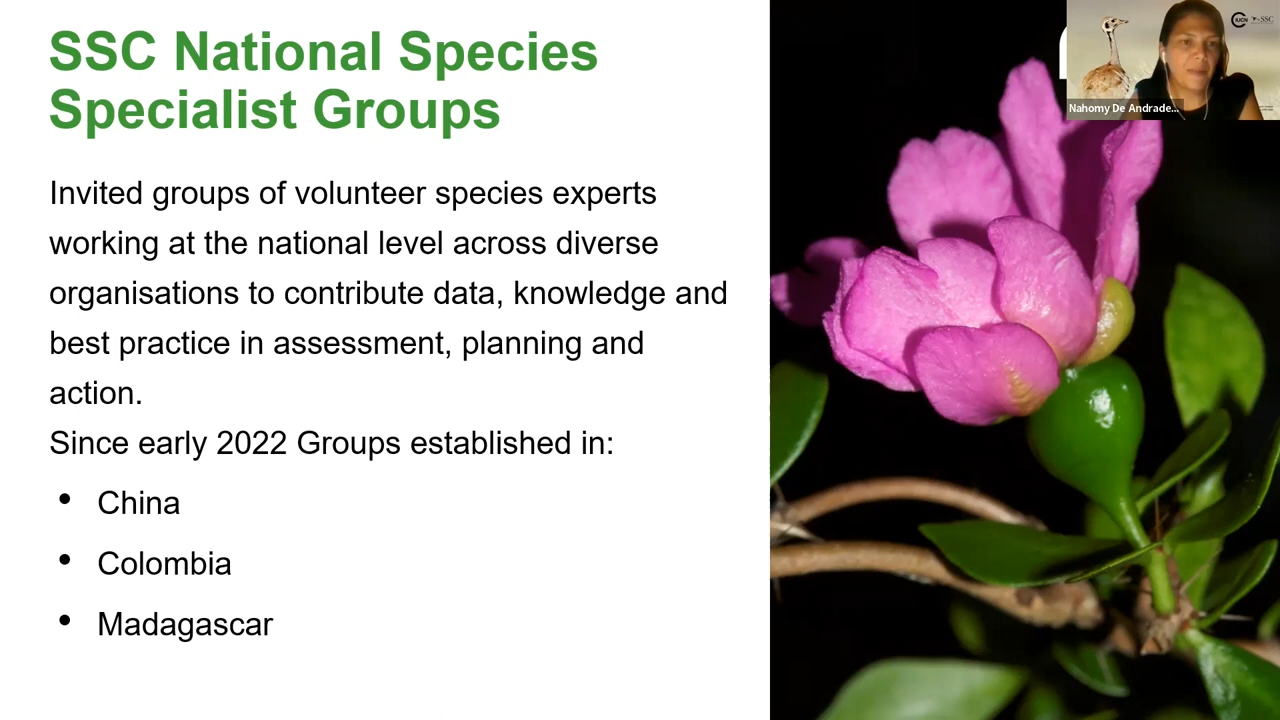 SSC National Species
Specialist Groups
Invited groups of volunteer species experts
working at the national level across diverse
organisations to contribute data, knowledge and
best practice in assessment, planning and
action.
Since early 2022 Groups established in:
• China
• Colombia
• Madagascar
IUCN SSC
Nahomy De Andrade...